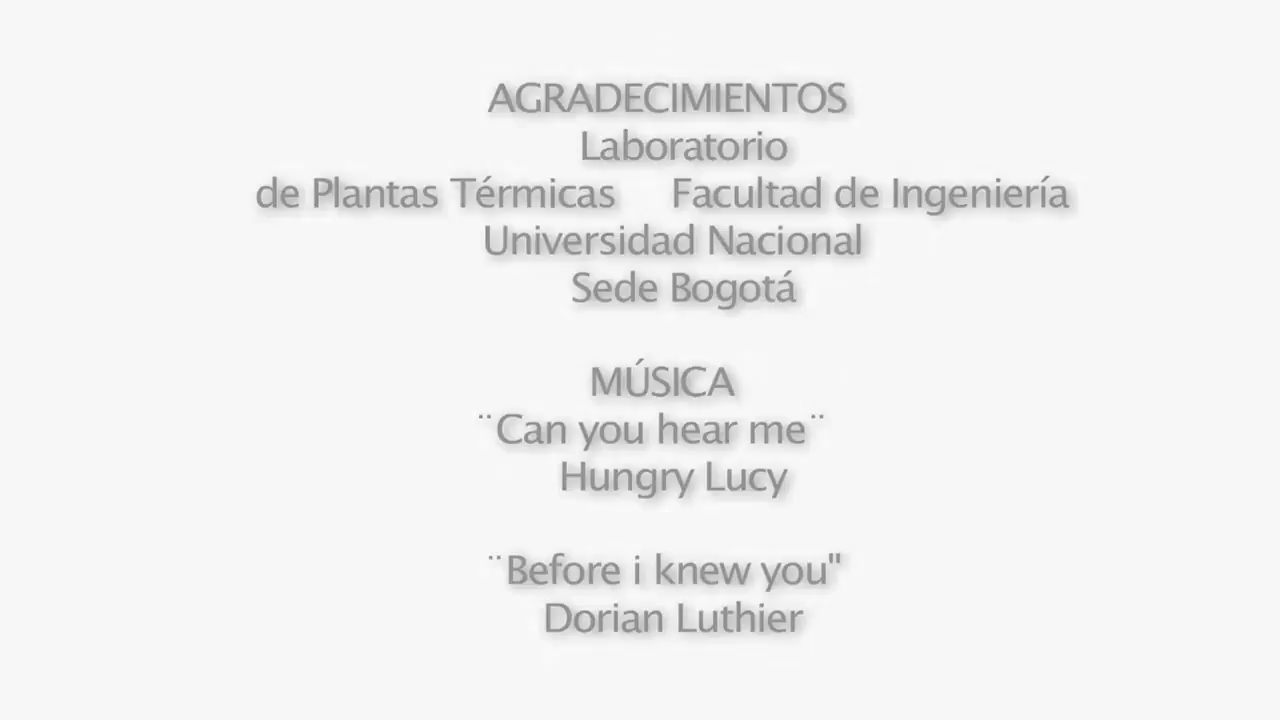 AGRADECIMIENTOS
Laboratorio
de Plantas Térmicas Facultad de Ingeniería
Universidad Nacional
Sede Bogotá
MÚSICA
¨Can you hear me¨
Hungry Lucy
¨Before i knew you"
Dorian Luthier